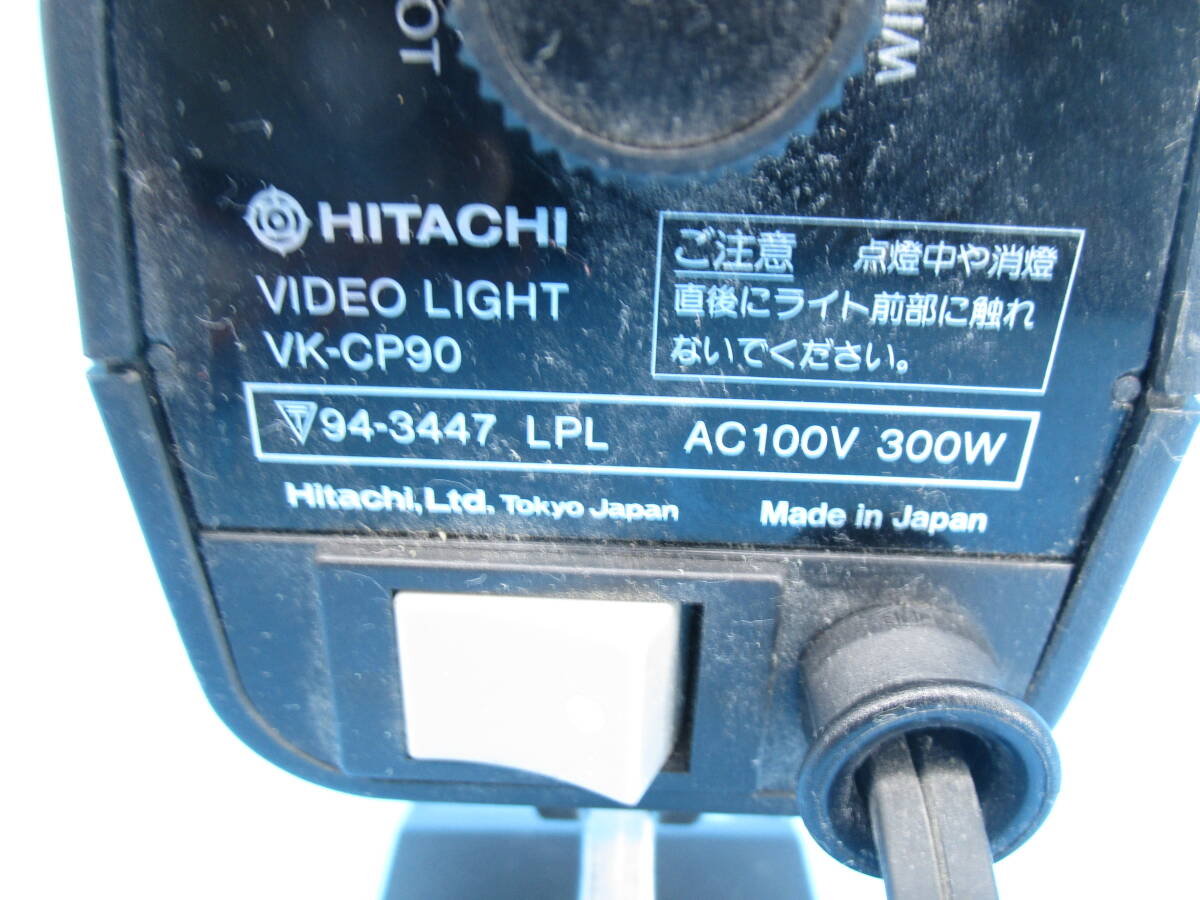 HITACHI
VIDEO LIGHT
VK-CP90
ご注意 点燈中や消燈
直後にライト前部に触れ
ないでください。
94-3447 LPL AC100V 300W
Hitachi, Ltd. Tokyo Japan Made in Japan